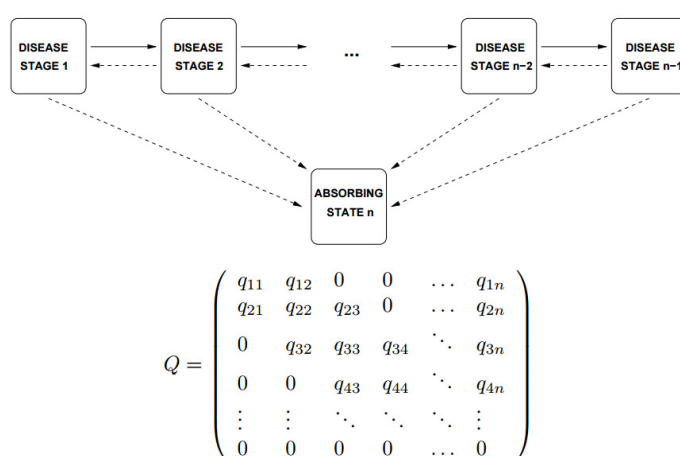 DISEASE STAGE 1
DISEASE STAGE 2
...
DISEASE STAGE n−2
DISEASE STAGE n−1
ABSORBING STATE n
Q =
q11 q12 0 0 … q1n
q21 q22 q23 0 … q2n
0 q32 q33 q34 ⋱ q3n
0 0 q43 q44 ⋱ q4n
⋮ ⋮ ⋱ ⋱ ⋱ ⋮
0 0 0 0 … 0